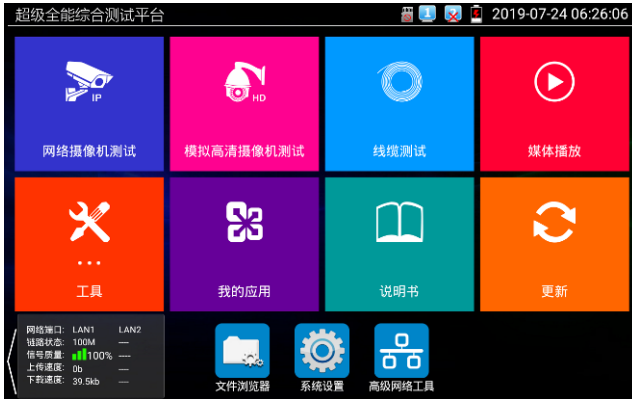 超级全能综合测试平台 1 2 2019-07-24 06:26:06
IP HD
网络摄像机测试 模拟高清摄像机测试 线缆测试 媒体播放
工具 我的应用 说明书 更新
网络端口: LAN1 LAN2
链路状态: 100M —
信号质量: 100% ----
上传速度: 0b —
下载速度: 39.5kb —
文件浏览器 系统设置 高级网络工具